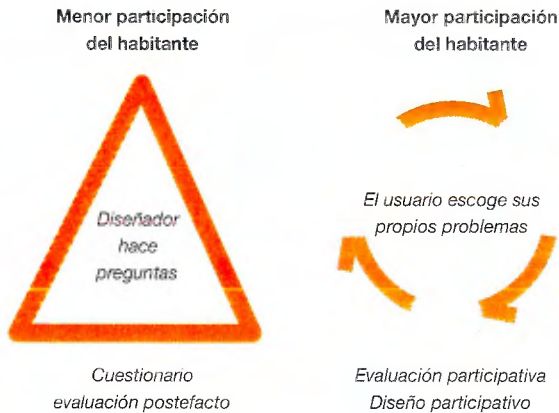 Menor participación
del habitante
Diseñador
hace
preguntas
Cuestionario
evaluación postefacto
Mayor participación
del habitante
El usuario escoge sus
propios problemas
Evaluación participativa
Diseño participativo